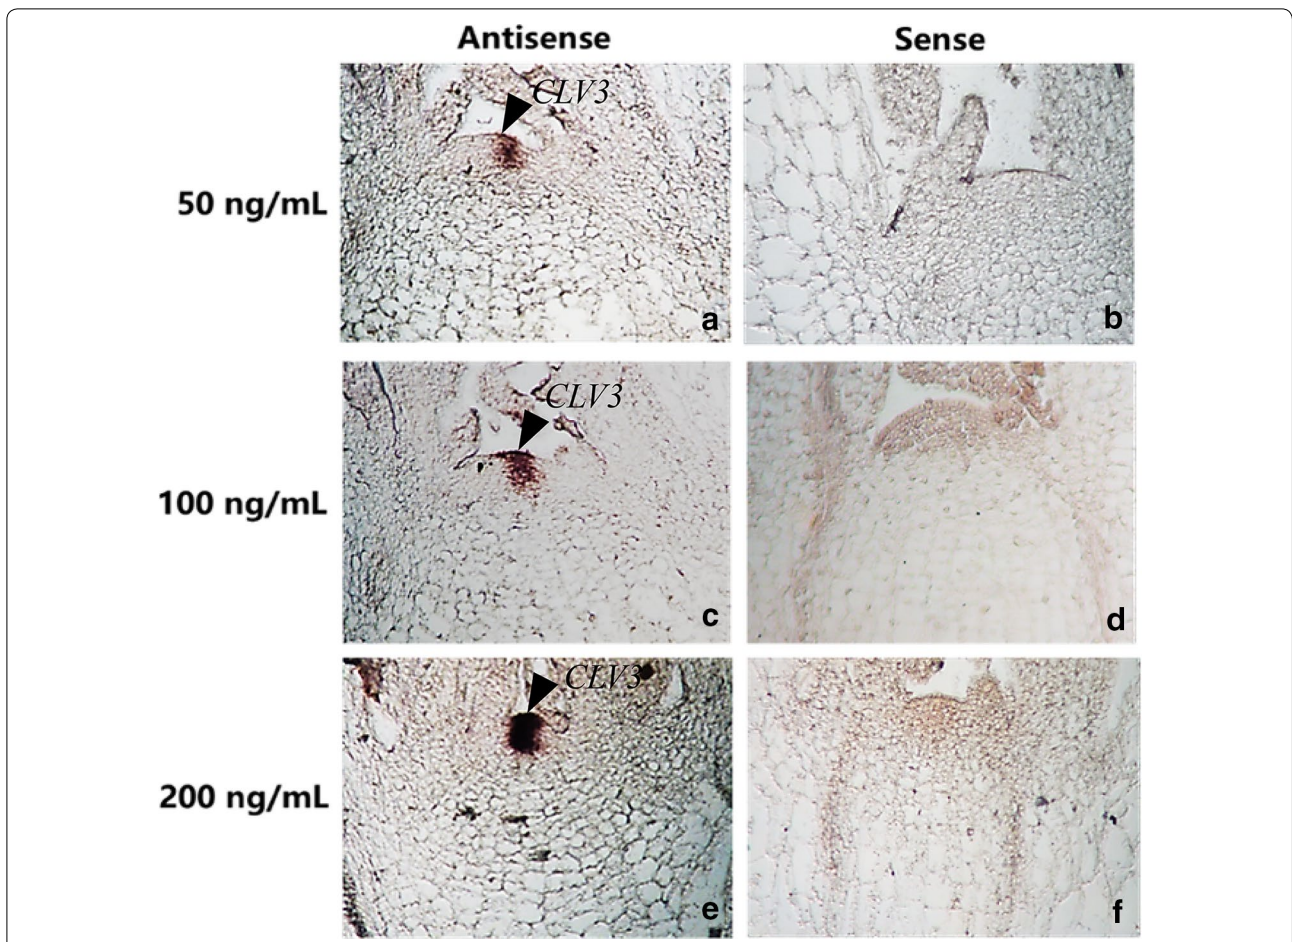 Antisense Sense
CLV3
50 ng/mL
a b
CLV3
100 ng/mL
c d
CLV3
200 ng/mL
e f